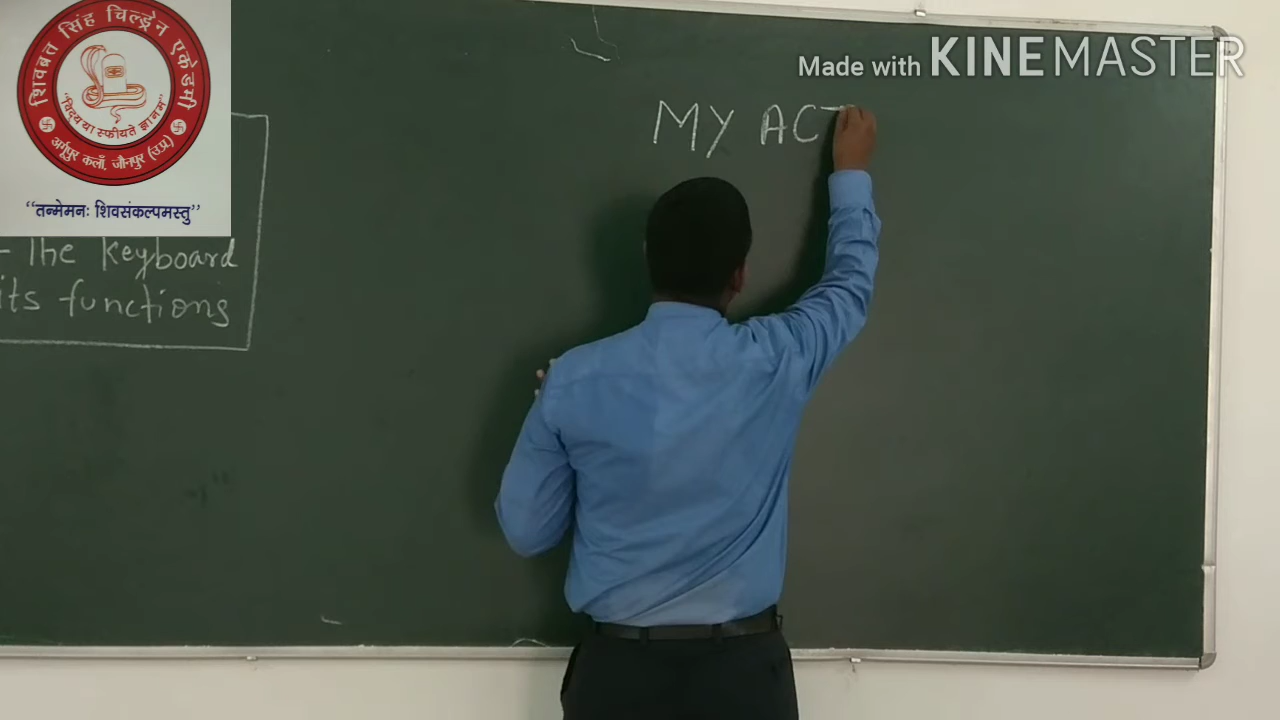 शिवब्रत सिंह चिल्ड्रेन एकेडमी
"विद्यया स्फीयते ज्ञानम्"
अर्गूपुर कलाँ, जौनपुर (उ.प्र)
"तन्मेमनः शिवसंकल्पमस्तु"
Made with KINEMASTER
MY ACT
- The Keyboard
its functions